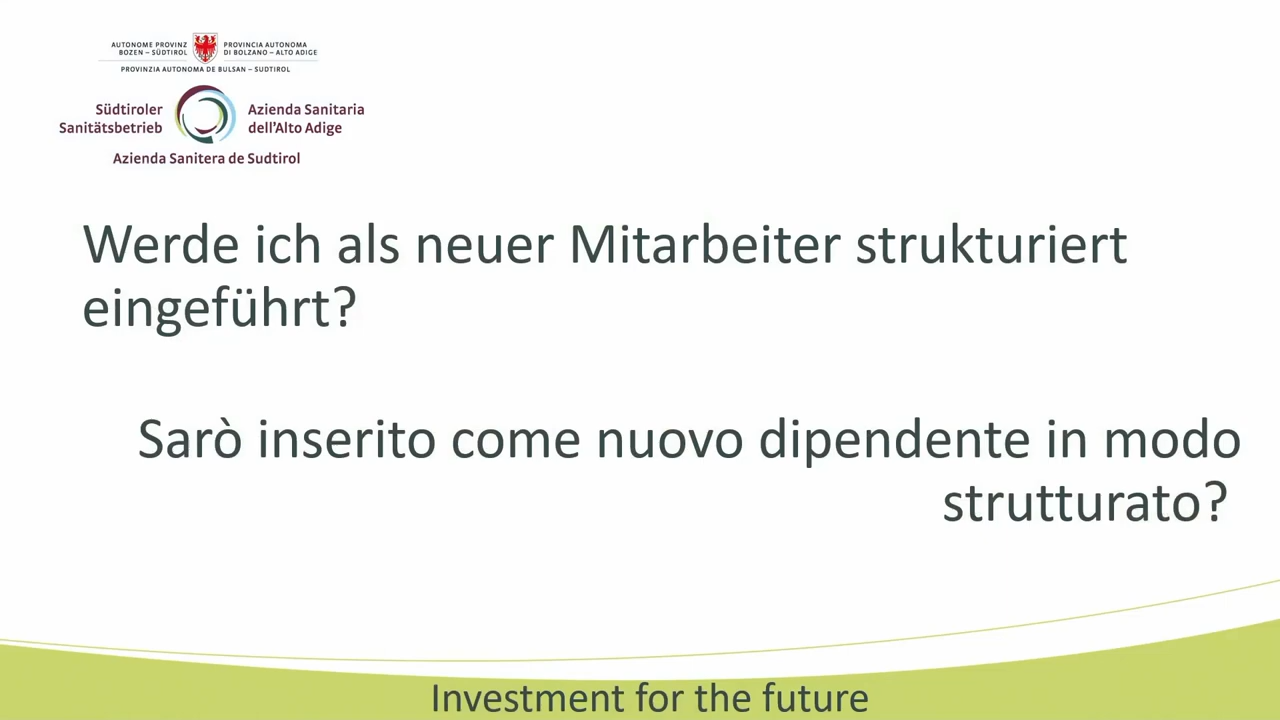 AUTONOME PROVINZ
BOZEN – SÜDTIROL
PROVINCIA AUTONOMA
DI BOLZANO – ALTO ADIGE
PROVINZIA AUTONOMA DE BULSAN – SUDTIROL
Südtiroler
Sanitätsbetrieb
Azienda Sanitaria
dell'Alto Adige
Azienda Sanitera de Sudtirol
Werde ich als neuer Mitarbeiter strukturiert
eingeführt?
Sarò inserito come nuovo dipendente in modo
strutturato?
Investment for the future